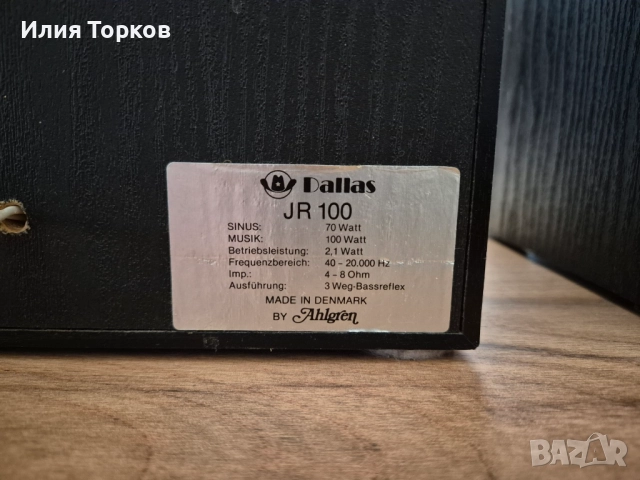 Илия Торков
Dallas
JR 100
SINUS: 70 Watt
MUSIK: 100 Watt
Betriebsleistung: 2,1 Watt
Frequenzbereich: 40 - 20.000 Hz
Imp.: 4 - 8 Ohm
Ausführung: 3 Weg-Bassreflex
MADE IN DENMARK
BY Ahlgren
BAZAR